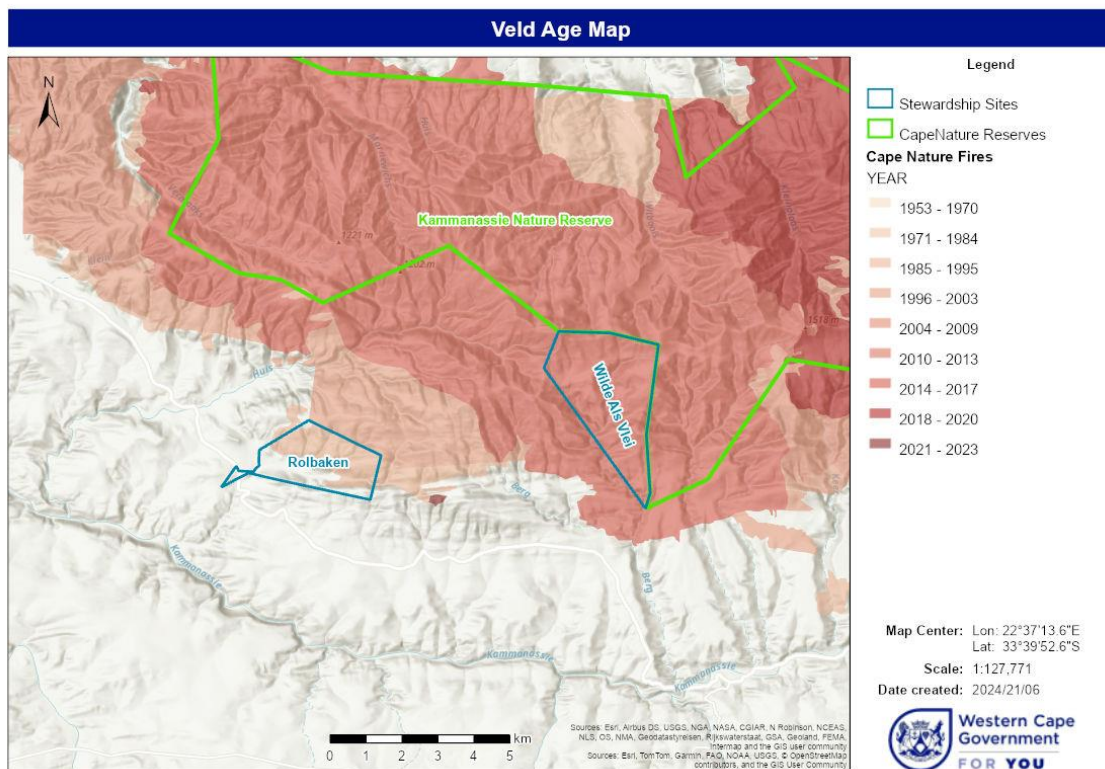 Veld Age Map
N
Kammanassie Nature Reserve
1221 m
1202 m
1518 m
Huis
Wilde Als Vlei
Rolbaken
Berg
Berg
Kammanassie
Kammanassie
Kammanassie
0 1 2 3 4 5
km
Sources: Esri, Airbus DS, USGS, NGA, NASA, CGIAR, N Robinson, NCEAS,
NLS, OS, NMA, Geodatastyrelsen, Rijkswaterstaat, GSA, Geoland, FEMA,
Intermap and the GIS user community
Sources: Esri, TomTom, Garmin, FAO, NOAA, USGS, © OpenStreetMap
contributors, and the GIS User Community
Legend
Stewardship Sites
CapeNature Reserves
Cape Nature Fires
YEAR
1953 - 1970
1971 - 1984
1985 - 1995
1996 - 2003
2004 - 2009
2010 - 2013
2014 - 2017
2018 - 2020
2021 - 2023
Map Center: Lon: 22°37'13.6"E
Lat: 33°39'52.6"S
Scale: 1:127,771
Date created: 2024/21/06
Western Cape
Government
FOR YOU